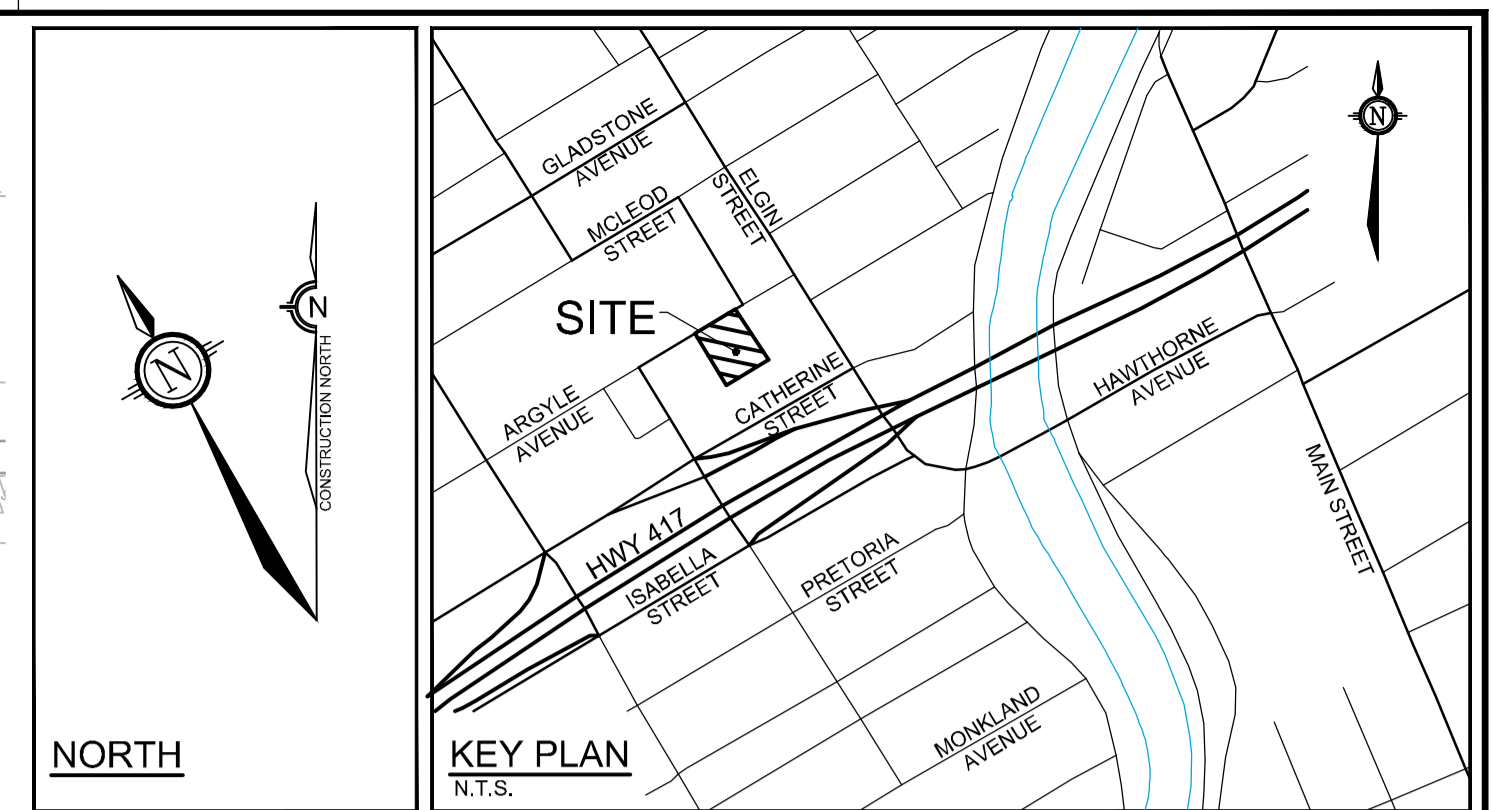 N
N
CONSTRUCTION NORTH
NORTH
GLADSTONE
AVENUE
MCLEOD
STREET
ELGIN
STREET
N
SITE
ARGYLE
AVENUE
CATHERINE
STREET
HAWTHORNE
AVENUE
MAIN STREET
HWY 417
ISABELLA
STREET
PRETORIA
STREET
MONKLAND
AVENUE
KEY PLAN
N.T.S.